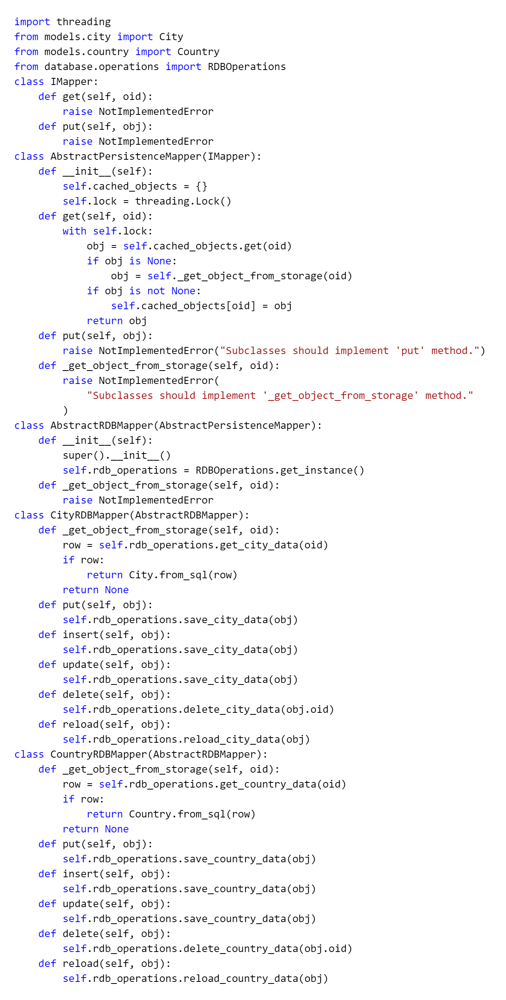 import threading
from models.city import City
from models.country import Country
from database.operations import RDBOperations
class IMapper:
    def get(self, oid):
        raise NotImplementedError
    def put(self, obj):
        raise NotImplementedError
class AbstractPersistenceMapper(IMapper):
    def __init__(self):
        self.cached_objects = {}
        self.lock = threading.Lock()
    def get(self, oid):
        with self.lock:
            obj = self.cached_objects.get(oid)
            if obj is None:
                obj = self._get_object_from_storage(oid)
            if obj is not None:
                self.cached_objects[oid] = obj
            return obj
    def put(self, obj):
        raise NotImplementedError("Subclasses should implement 'put' method.")
    def _get_object_from_storage(self, oid):
        raise NotImplementedError(
            "Subclasses should implement '_get_object_from_storage' method."
        )
class AbstractRDBMapper(AbstractPersistenceMapper):
    def __init__(self):
        super().__init__()
        self.rdb_operations = RDBOperations.get_instance()
    def _get_object_from_storage(self, oid):
        raise NotImplementedError
class CityRDBMapper(AbstractRDBMapper):
    def _get_object_from_storage(self, oid):
        row = self.rdb_operations.get_city_data(oid)
        if row:
            return City.from_sql(row)
        return None
    def put(self, obj):
        self.rdb_operations.save_city_data(obj)
    def insert(self, obj):
        self.rdb_operations.save_city_data(obj)
    def update(self, obj):
        self.rdb_operations.save_city_data(obj)
    def delete(self, obj):
        self.rdb_operations.delete_city_data(obj.oid)
    def reload(self, obj):
        self.rdb_operations.reload_city_data(obj)
class CountryRDBMapper(AbstractRDBMapper):
    def _get_object_from_storage(self, oid):
        row = self.rdb_operations.get_country_data(oid)
        if row:
            return Country.from_sql(row)
        return None
    def put(self, obj):
        self.rdb_operations.save_country_data(obj)
    def insert(self, obj):
        self.rdb_operations.save_country_data(obj)
    def update(self, obj):
        self.rdb_operations.save_country_data(obj)
    def delete(self, obj):
        self.rdb_operations.delete_country_data(obj.oid)
    def reload(self, obj):
        self.rdb_operations.reload_country_data(obj)